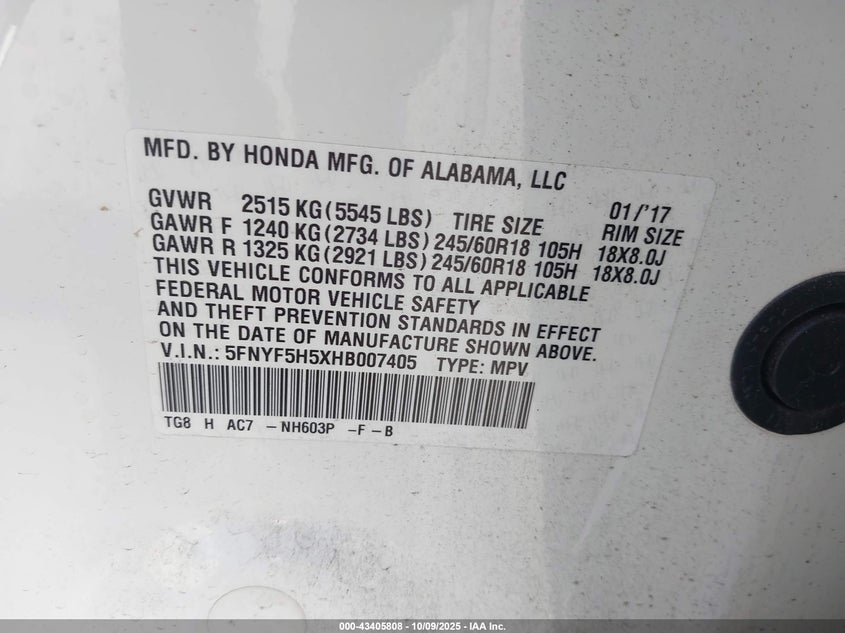 MFD. BY HONDA MFG. OF ALABAMA, LLC
01/'17
GVWR 2515 KG (5545 LBS) TIRE SIZE RIM SIZE
GAWR F 1240 KG (2734 LBS) 245/60R18 105H 18X8.0J
GAWR R 1325 KG (2921 LBS) 245/60R18 105H 18X8.0J
THIS VEHICLE CONFORMS TO ALL APPLICABLE
FEDERAL MOTOR VEHICLE SAFETY
AND THEFT PREVENTION STANDARDS IN EFFECT
ON THE DATE OF MANUFACTURE SHOWN ABOVE.
V.I.N.: 5FNYF5H5XHB007405 TYPE: MPV
TG8 H AC7 -NH603P -F-B
000-43405808 - 10/09/2025 - IAA Inc.